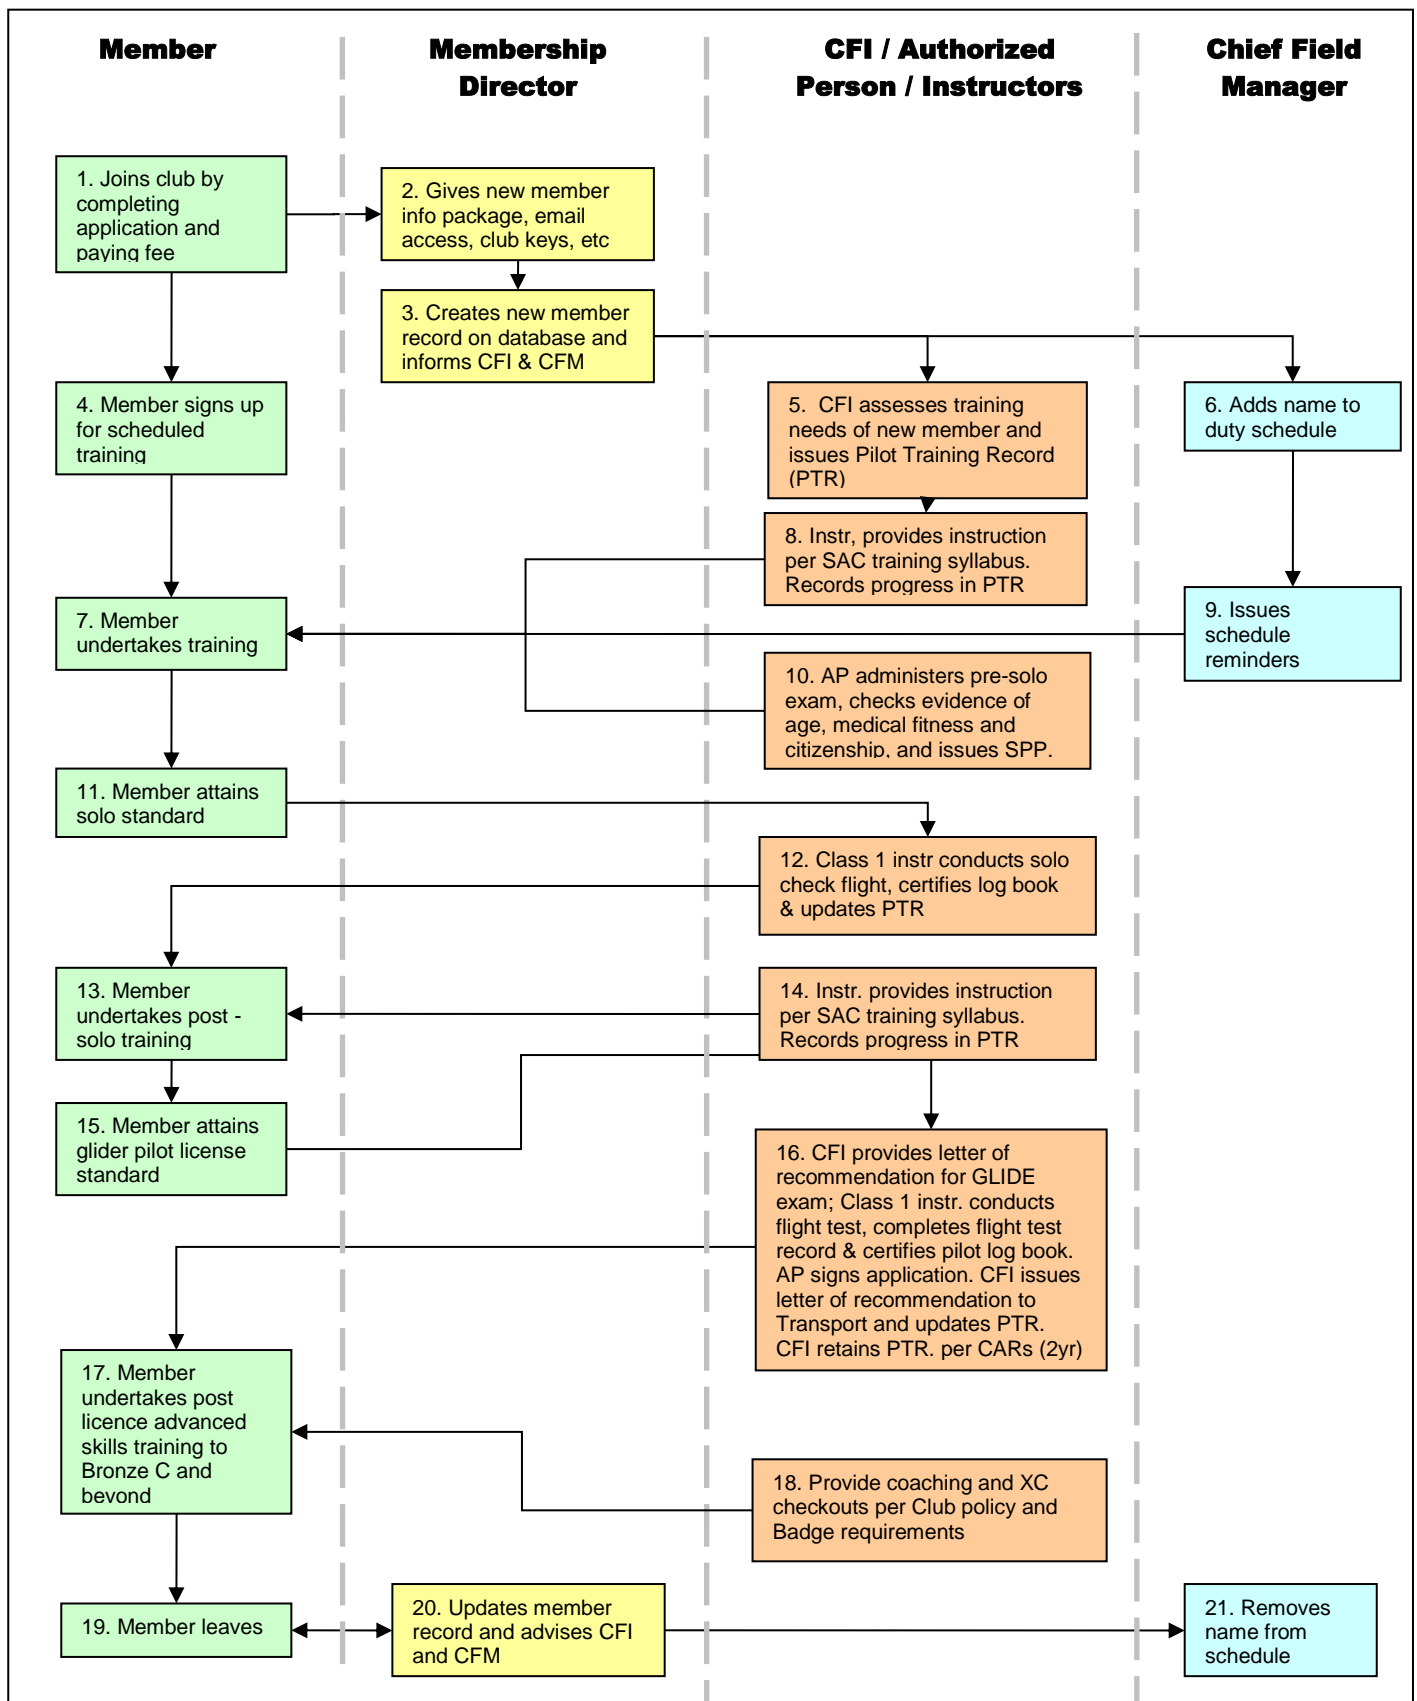 Member
Membership
Director
CFI / Authorized
Person / Instructors
Chief Field
Manager
1. Joins club by
completing
application and
paying fee
2. Gives new member
info package, email
access, club keys, etc
3. Creates new member
record on database and
informs CFI & CFM
4. Member signs up
for scheduled
training
5.  CFI assesses training
needs of new member and
issues Pilot Training Record
(PTR)
6. Adds name to
duty schedule
8. Instr, provides instruction
per SAC training syllabus.
Records progress in PTR
7. Member
undertakes training
9. Issues
schedule
reminders
10. AP administers pre-solo
exam, checks evidence of
age, medical fitness and
citizenship, and issues SPP.
11. Member attains
solo standard
12. Class 1 instr conducts solo
check flight, certifies log book
& updates PTR
13. Member
undertakes post -
solo training
14. Instr. provides instruction
per SAC training syllabus.
Records progress in PTR
15. Member attains
glider pilot license
standard
16. CFI provides letter of
recommendation for GLIDE
exam; Class 1 instr. conducts
flight test, completes flight test
record & certifies pilot log book.
AP signs application. CFI issues
letter of recommendation to
Transport and updates PTR.
CFI retains PTR. per CARs (2yr)
17. Member
undertakes post
licence advanced
skills training to
Bronze C and
beyond
18. Provide coaching and XC
checkouts per Club policy and
Badge requirements
19. Member leaves
20. Updates member
record and advises CFI
and CFM
21. Removes
name from
schedule